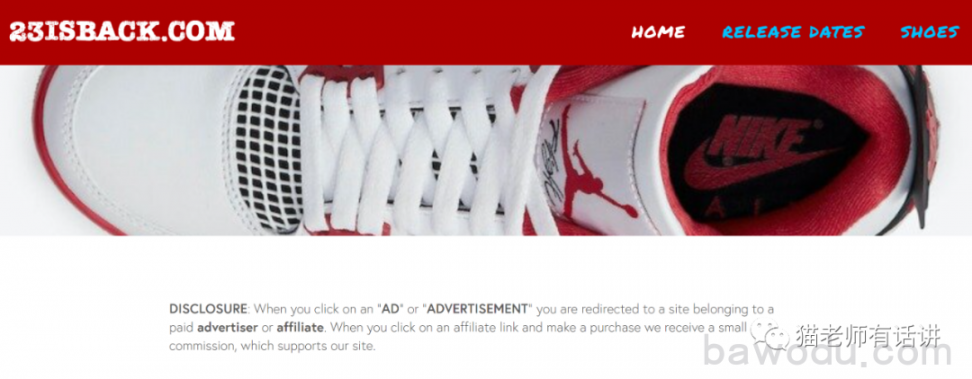 23ISBACK.COM
HOME RELEASE DATES SHOES
NIKE
AIR
DISCLOSURE: When you click on an "AD" or "ADVERTISEMENT" you are redirected to a site belonging to a
paid advertiser or affiliate. When you click on an affiliate link and make a purchase we receive a small
commission, which supports our site.
猫老师有话讲
bawodu.com